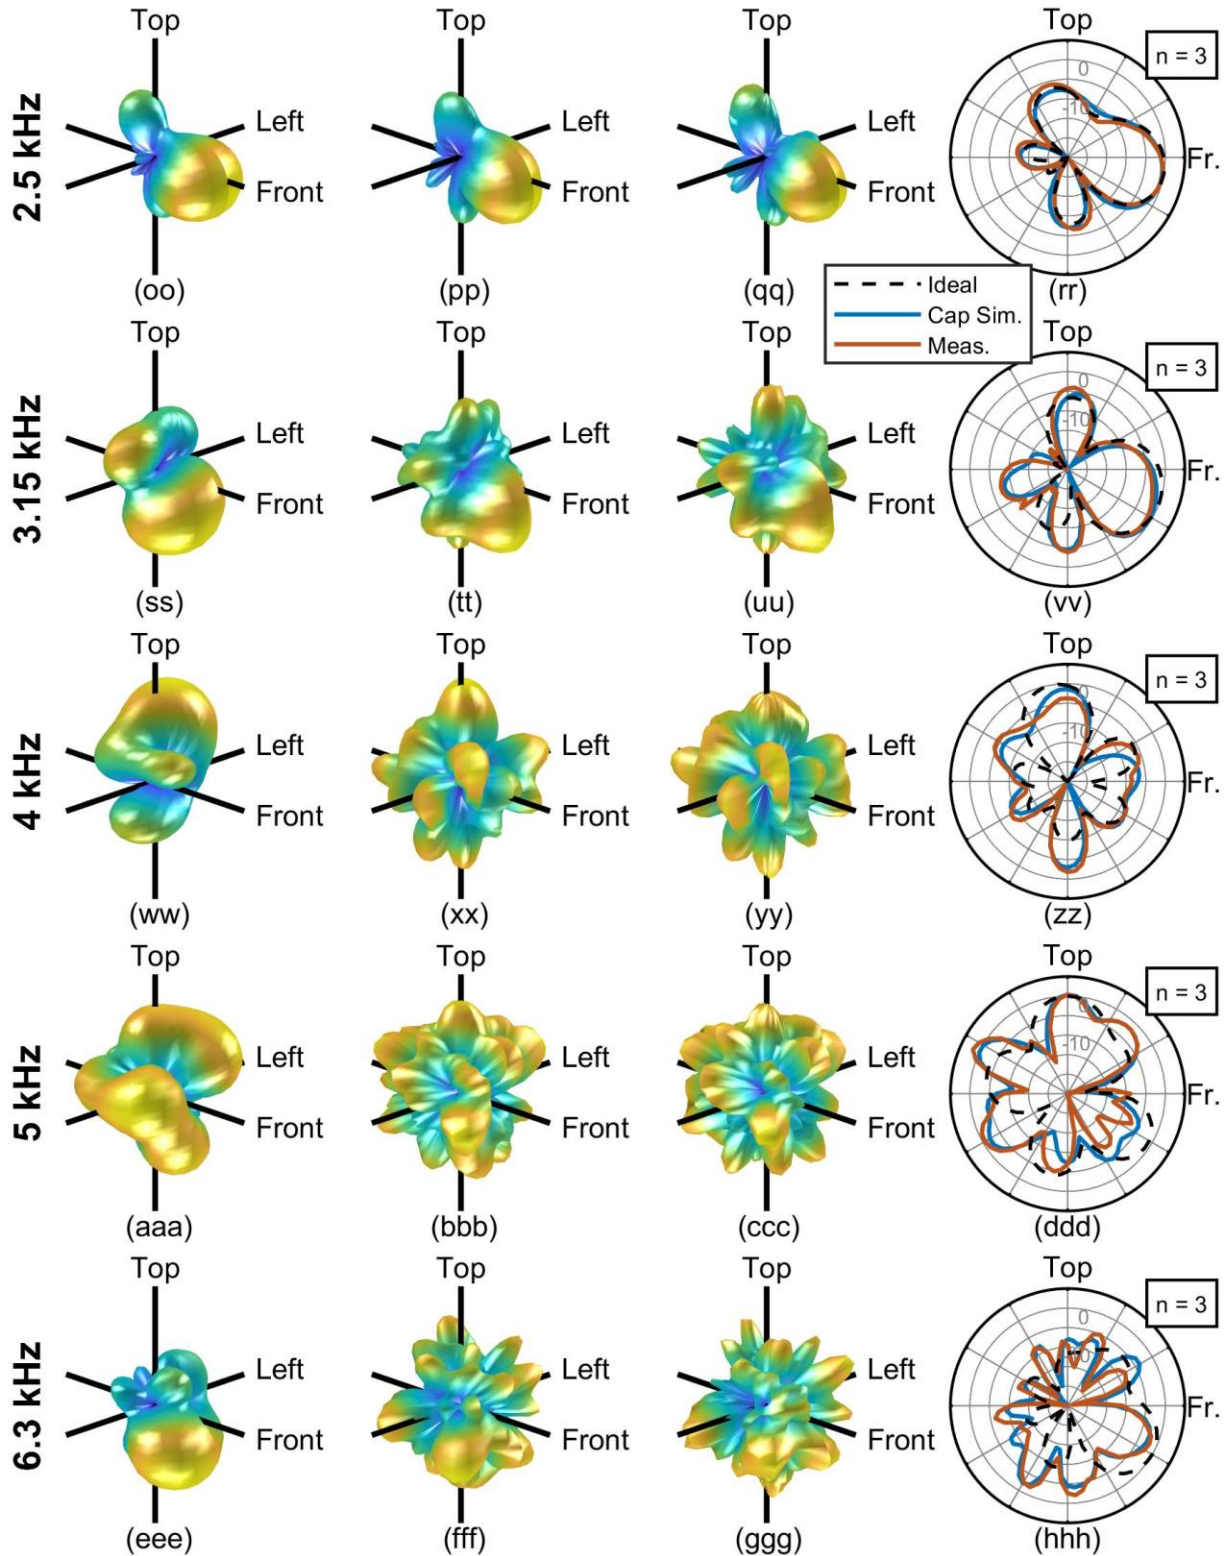 Top Top Top Top
n = 3
0
-10
2.5 kHz
Left Left Left
Front Front Front
Fr.
(oo) (pp) (qq) (rr)
Ideal
Cap Sim.
Meas.
Top Top Top Top
n = 3
0
-10
3.15 kHz
Left Left Left
Front Front Front
Fr.
(ss) (tt) (uu) (vv)
Top Top Top Top
n = 3
-10
4 kHz
Left Left Left
Front Front Front
Fr.
(ww) (xx) (yy) (zz)
Top Top Top Top
n = 3
-10
5 kHz
Left Left Left
Front Front Front
Fr.
(aaa) (bbb) (ccc) (ddd)
Top Top Top Top
n = 3
0
6.3 kHz
Left Left Left
Front Front Front
Fr.
(eee) (fff) (ggg) (hhh)